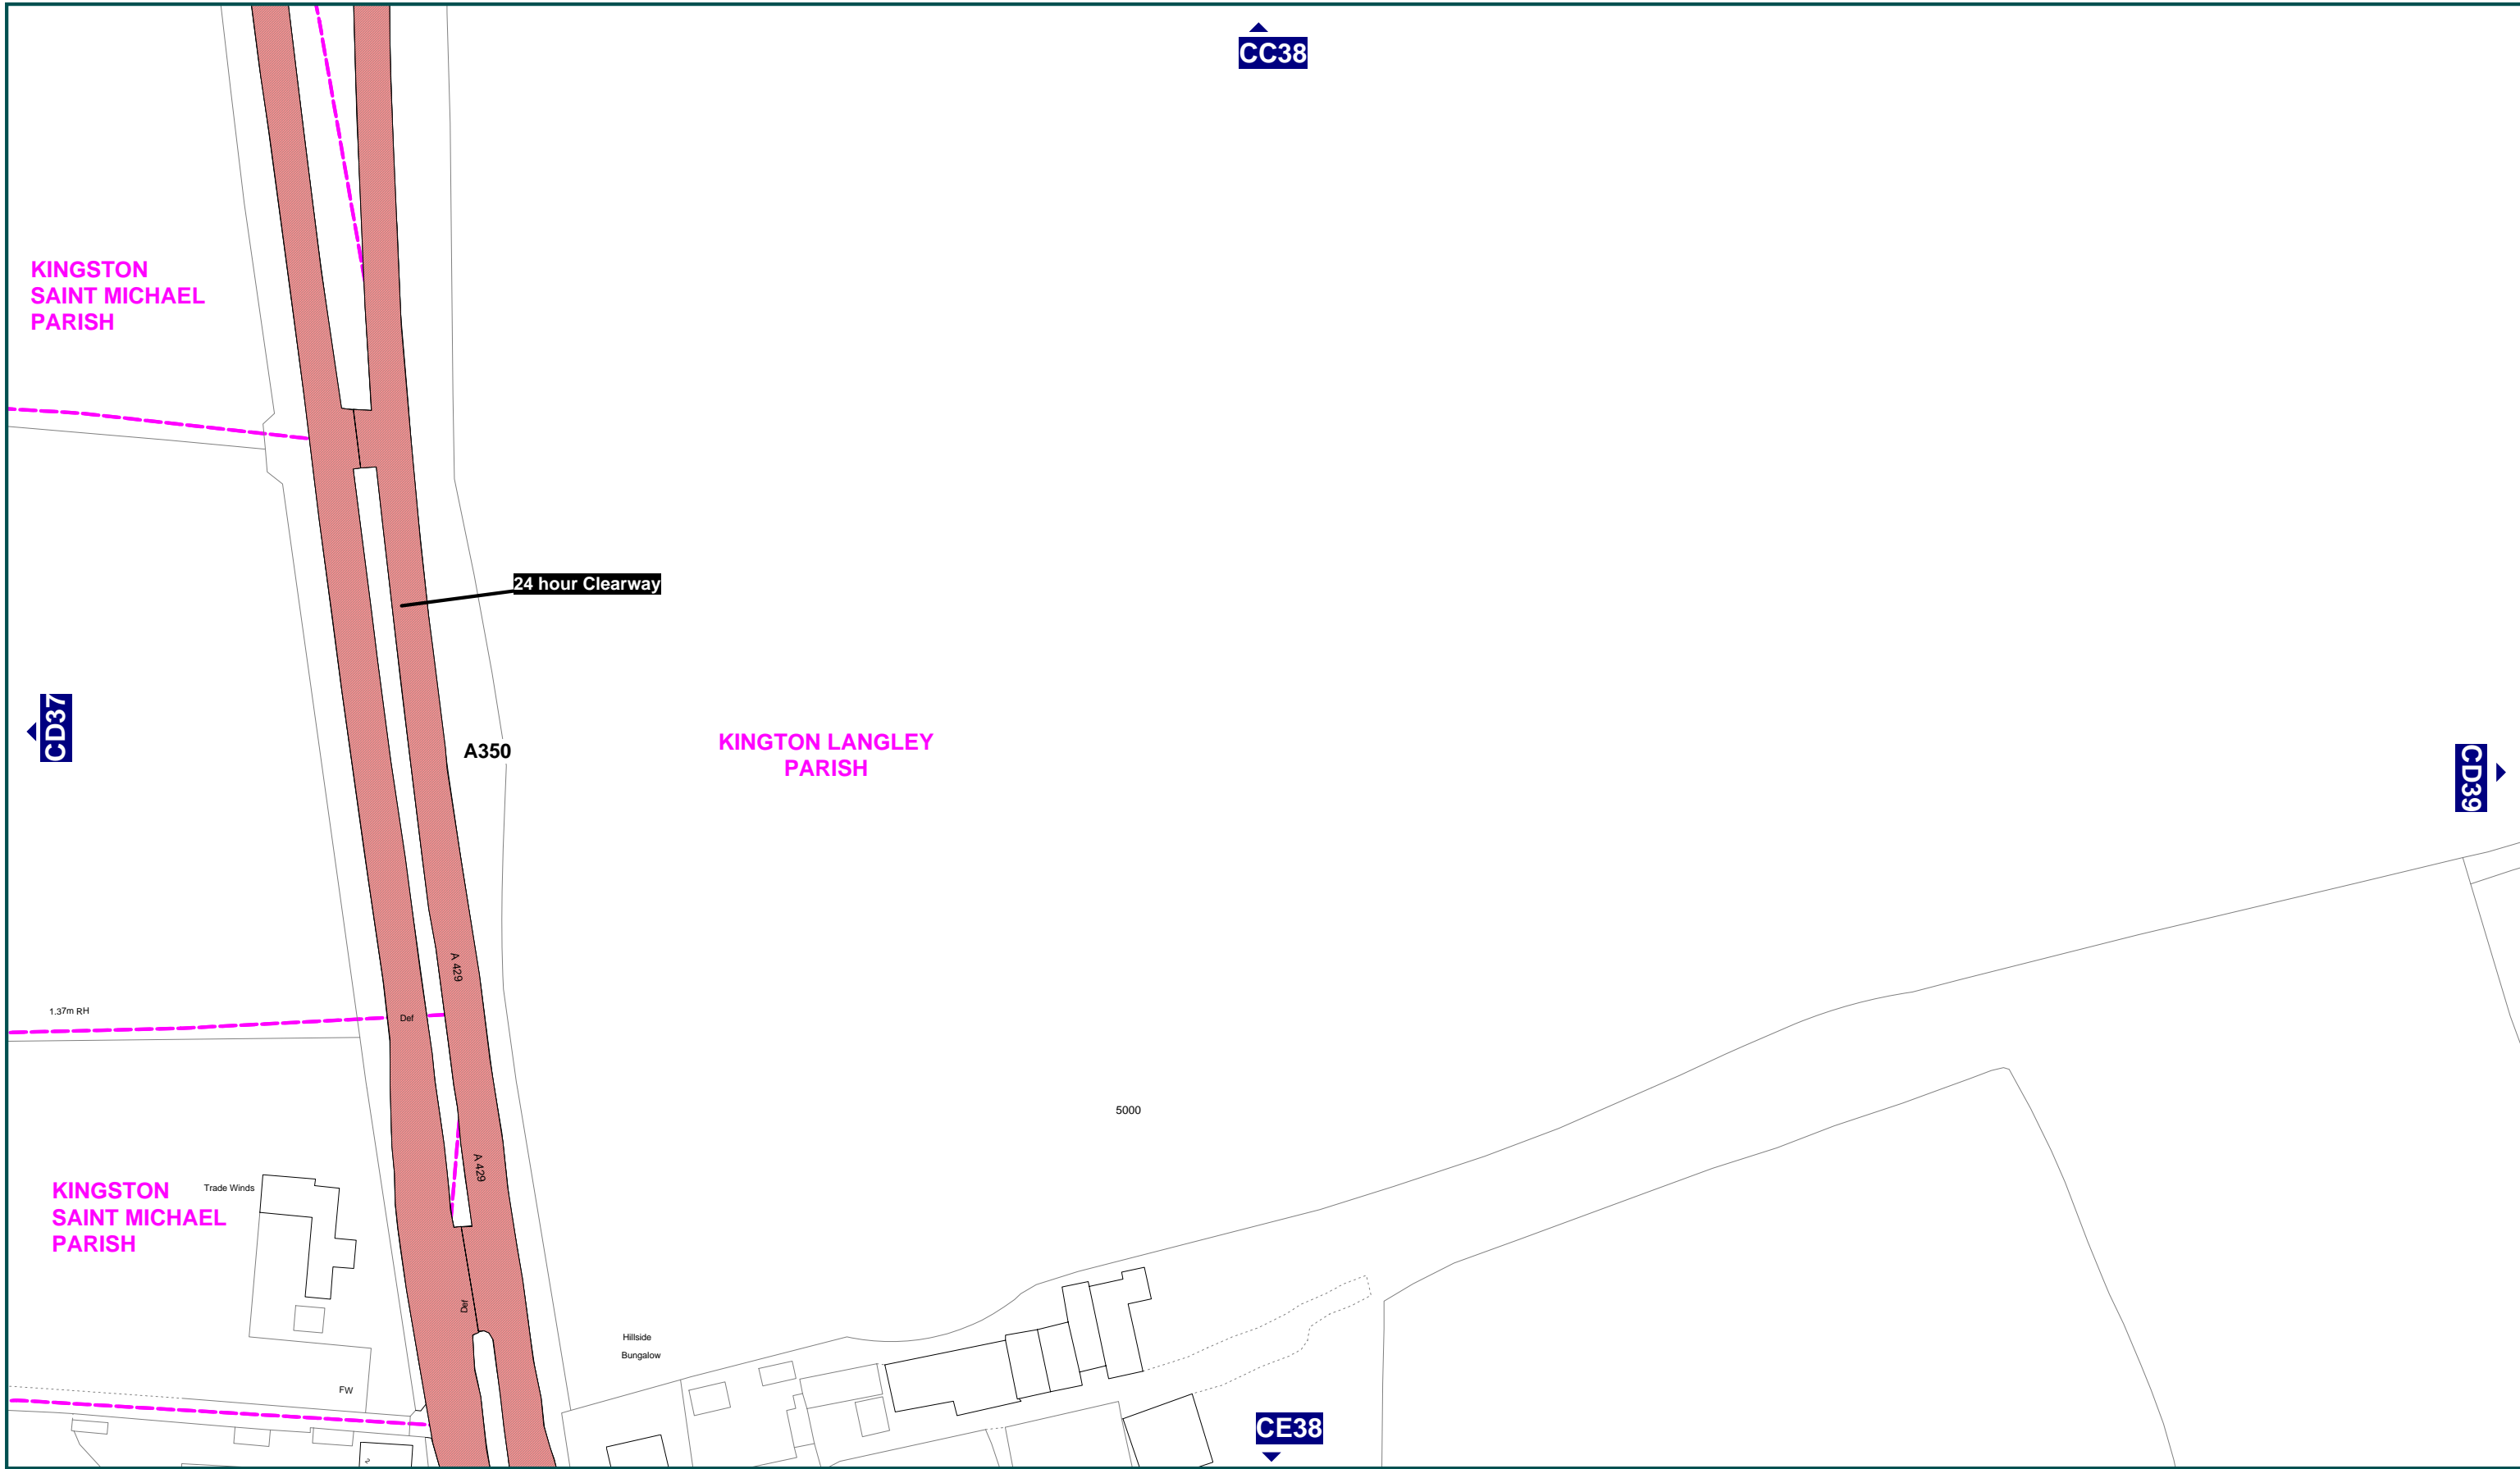 CC38
KINGSTON
SAINT MICHAEL
PARISH
24 hour Clearway
CD37
A350
KINGTON LANGLEY
PARISH
CD39
A 429
1.37m RH
Def
5000
A 429
Trade Winds
KINGSTON
SAINT MICHAEL
PARISH
Def
Hillside
Bungalow
FW
CE38
2